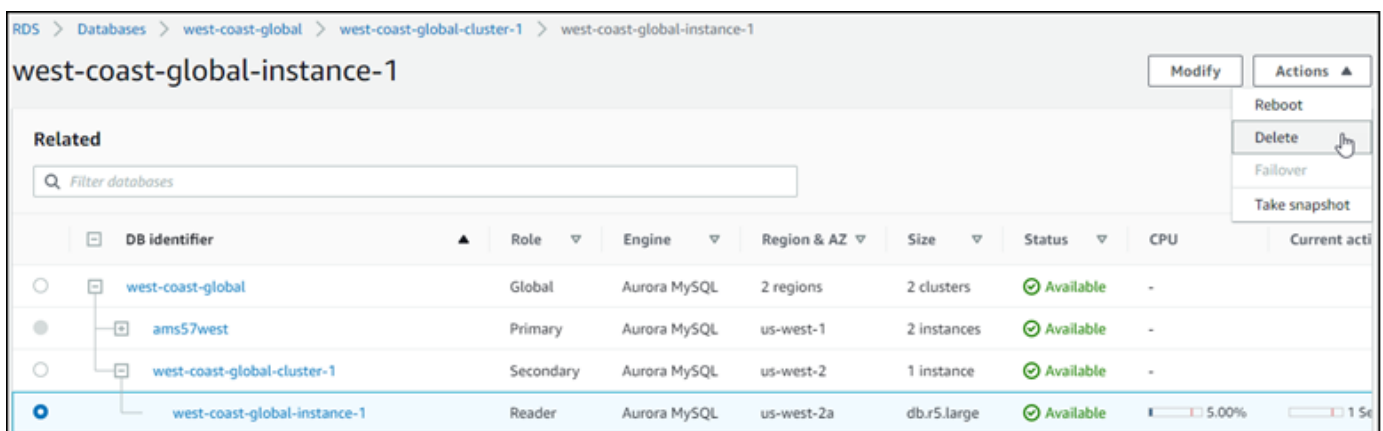 RDS > Databases > west-coast-global > west-coast-global-cluster-1 > west-coast-global-instance-1
west-coast-global-instance-1
Modify
Actions
Reboot
Delete
Failover
Take snapshot
Related
Filter databases
DB identifier Role Engine Region & AZ Size Status CPU Current acti
west-coast-global Global Aurora MySQL 2 regions 2 clusters Available -
ams57west Primary Aurora MySQL us-west-1 2 instances Available -
west-coast-global-cluster-1 Secondary Aurora MySQL us-west-2 1 instance Available -
west-coast-global-instance-1 Reader Aurora MySQL us-west-2a db.r5.large Available 5.00% 1 Se